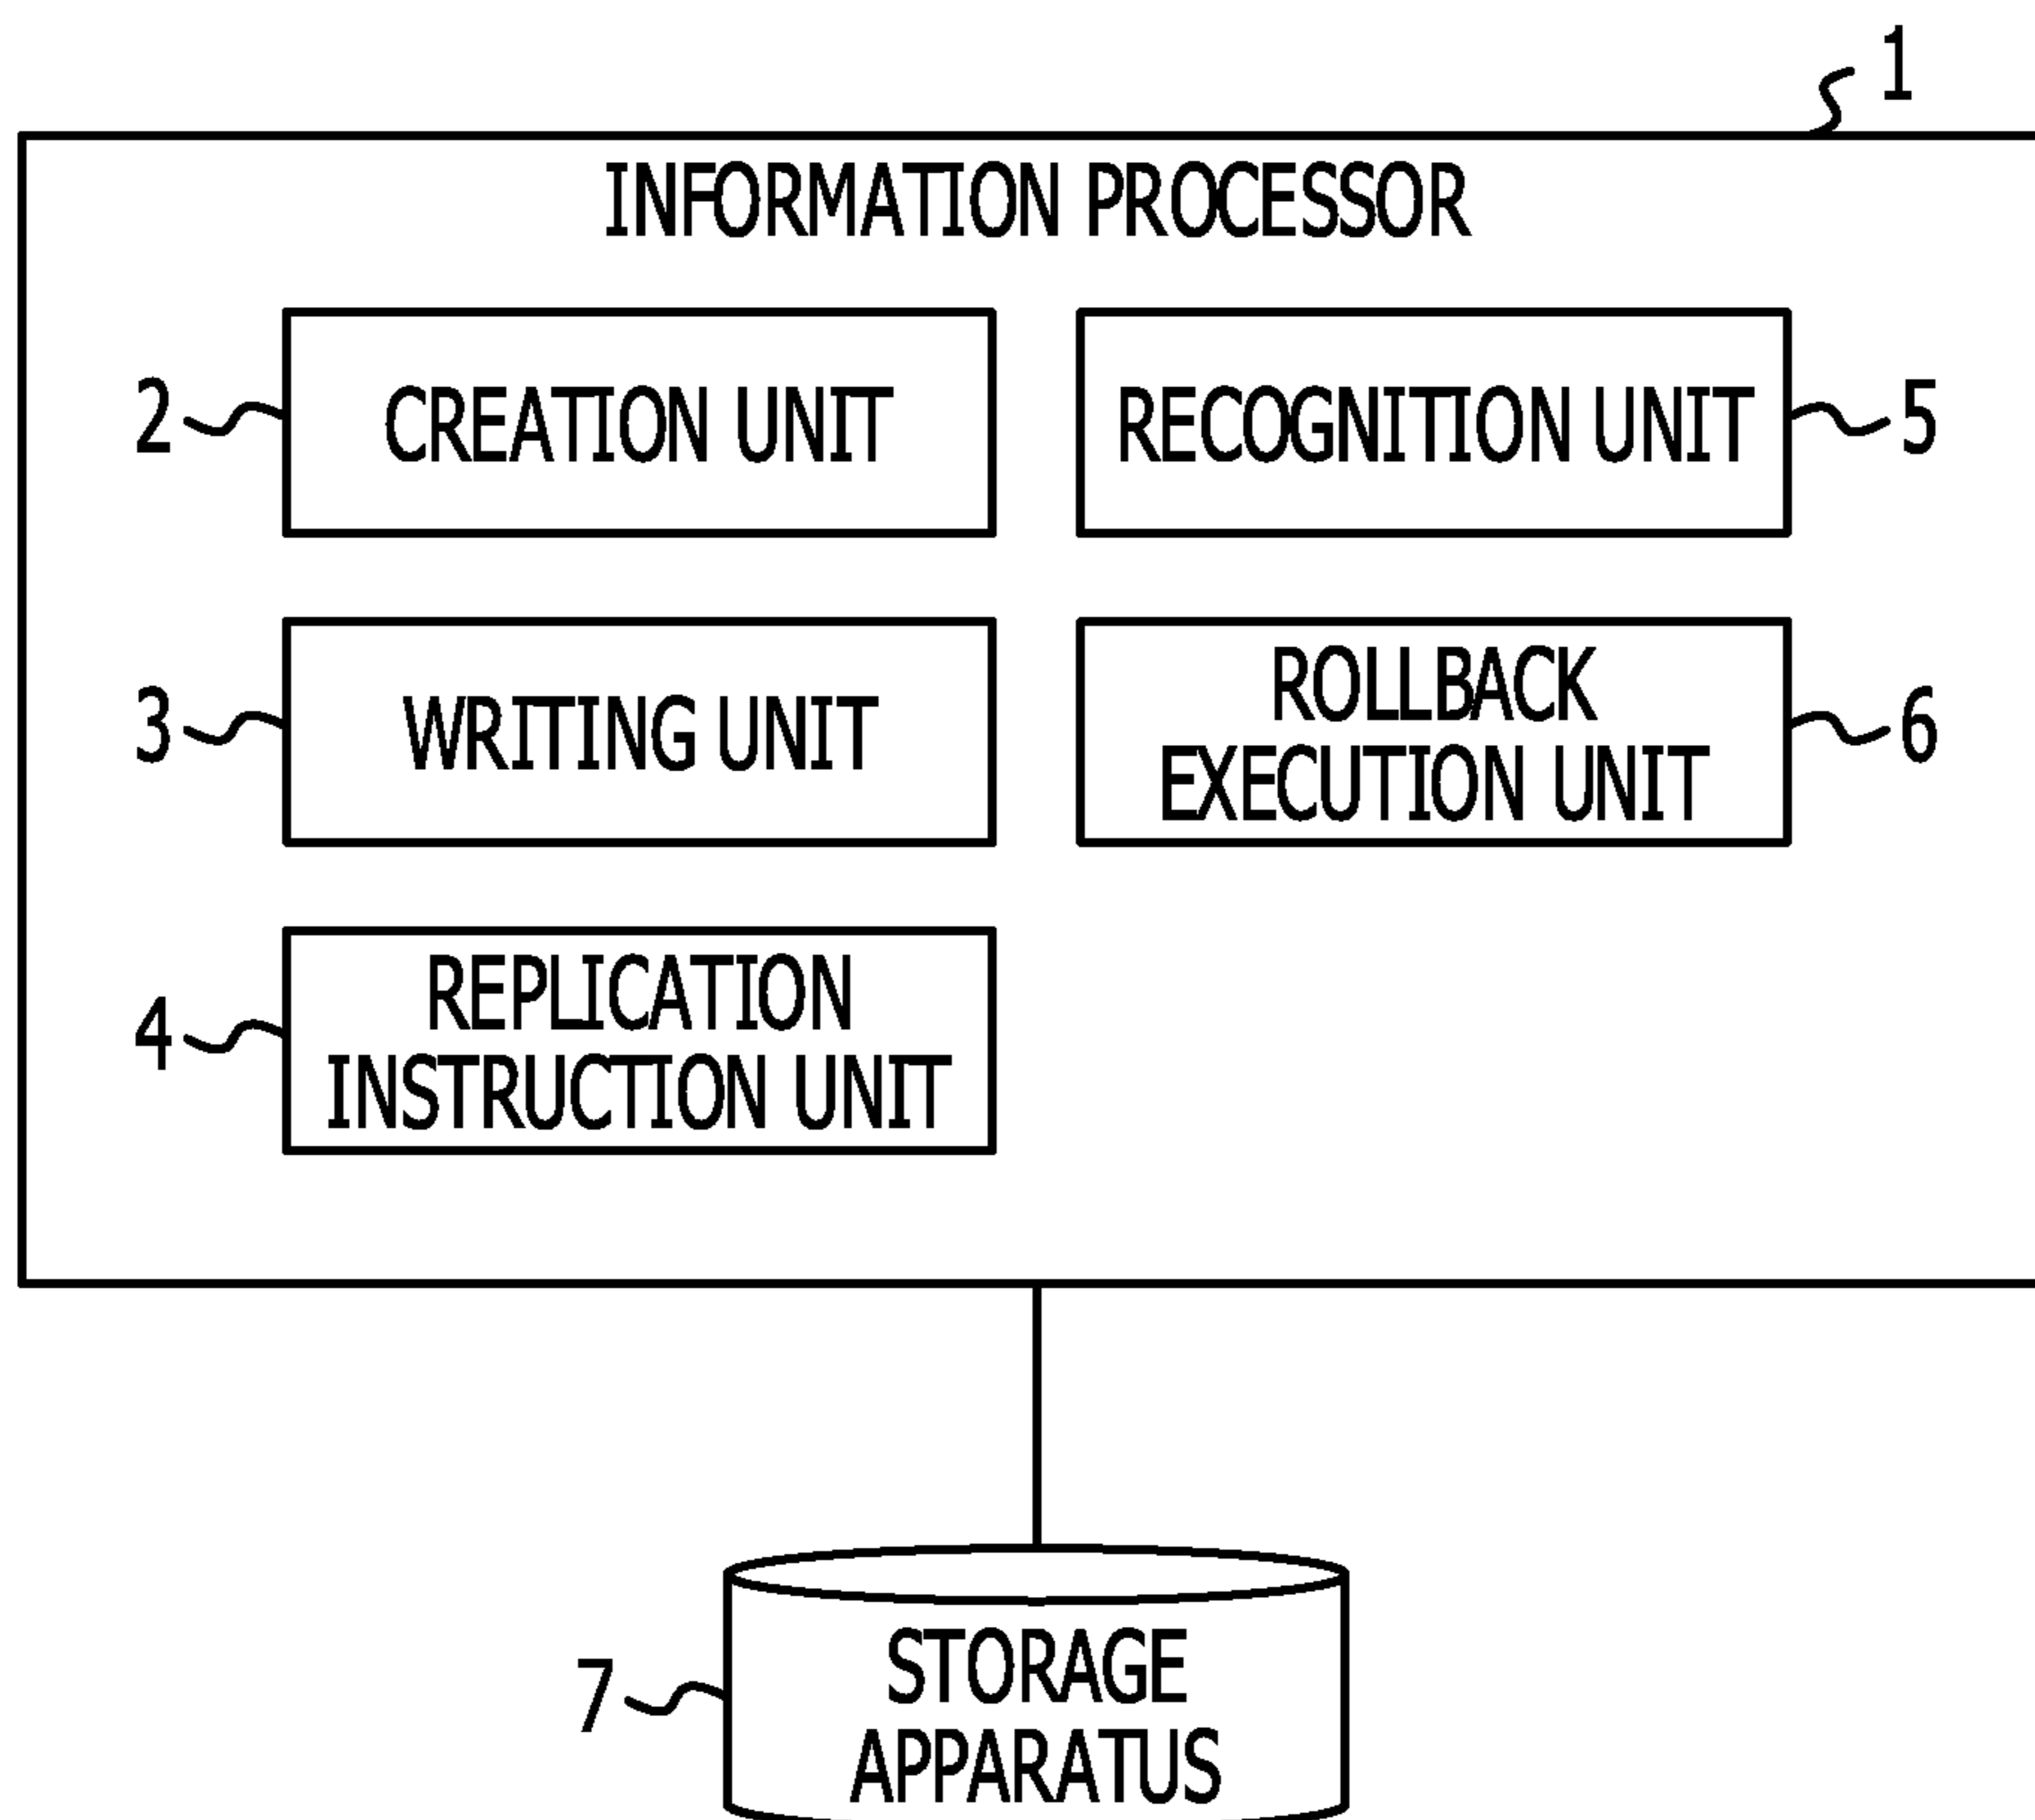 1
INFORMATION PROCESSOR
2
CREATION UNIT
RECOGNITION UNIT
5
3
WRITING UNIT
ROLLBACK
EXECUTION UNIT
6
4
REPLICATION
INSTRUCTION UNIT
7
STORAGE
APPARATUS